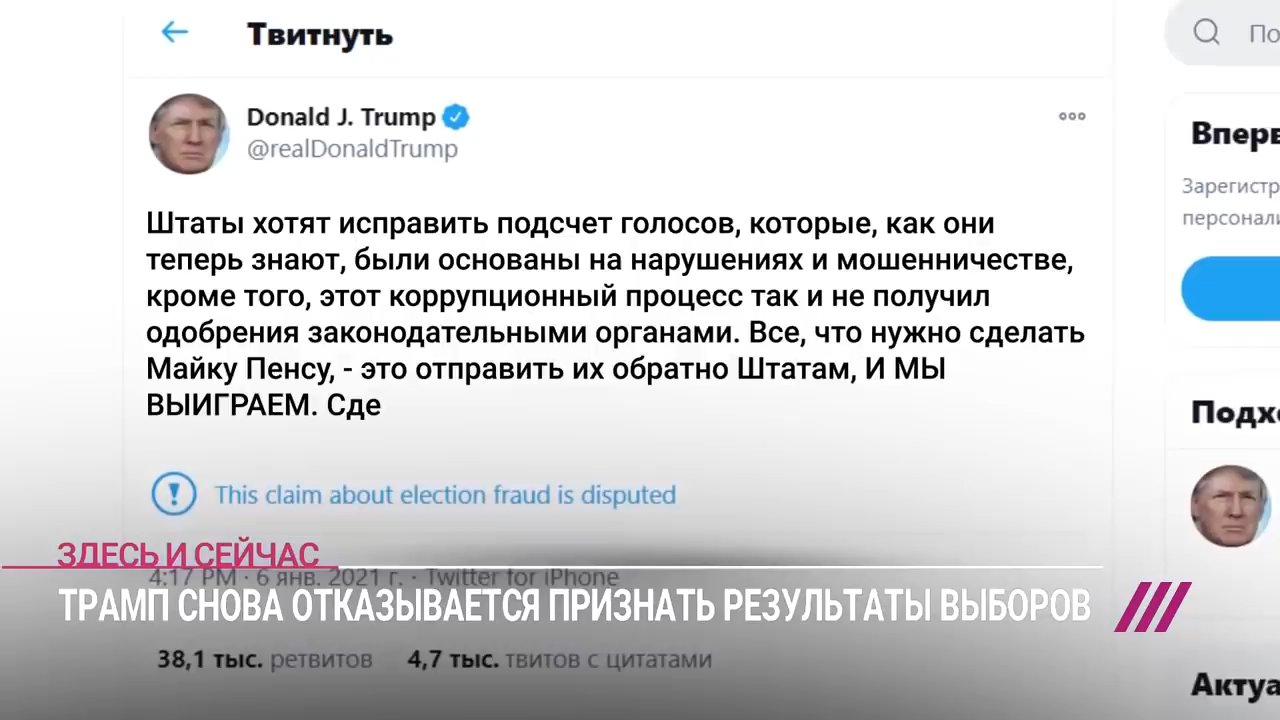 Твитнуть
По
Donald J. Trump
@realDonaldTrump
Штаты хотят исправить подсчет голосов, которые, как они
теперь знают, были основаны на нарушениях и мошенничестве,
кроме того, этот коррупционный процесс так и не получил
одобрения законодательными органами. Все, что нужно сделать
Майку Пенсу, - это отправить их обратно Штатам, И МЫ
ВЫИГРАЕМ. Сде
This claim about election fraud is disputed
4:17 PM · 6 янв. 2021 г. · Twitter for iPhone
ЗДЕСЬ И СЕЙЧАС
ТРАМП СНОВА ОТКАЗЫВАЕТСЯ ПРИЗНАТЬ РЕЗУЛЬТАТЫ ВЫБОРОВ
38,1 тыс. ретвитов 4,7 тыс. твитов с цитатами
Вперв
Зарегистр
персонали
Подхо
Актуа